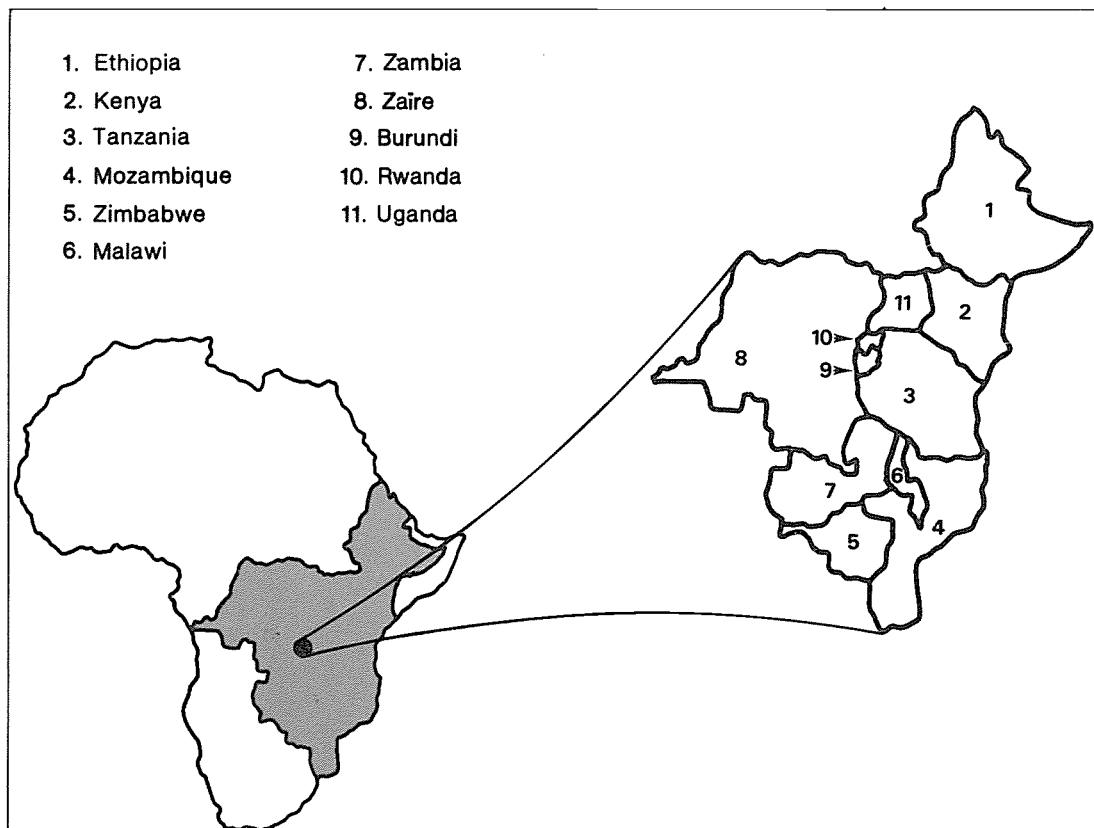 1. Ethiopia
2. Kenya
3. Tanzania
4. Mozambique
5. Zimbabwe
6. Malawi
7. Zambia
8. Zaïre
9. Burundi
10. Rwanda
11. Uganda
1
11
2
10
9
8
3
6
7
4
5